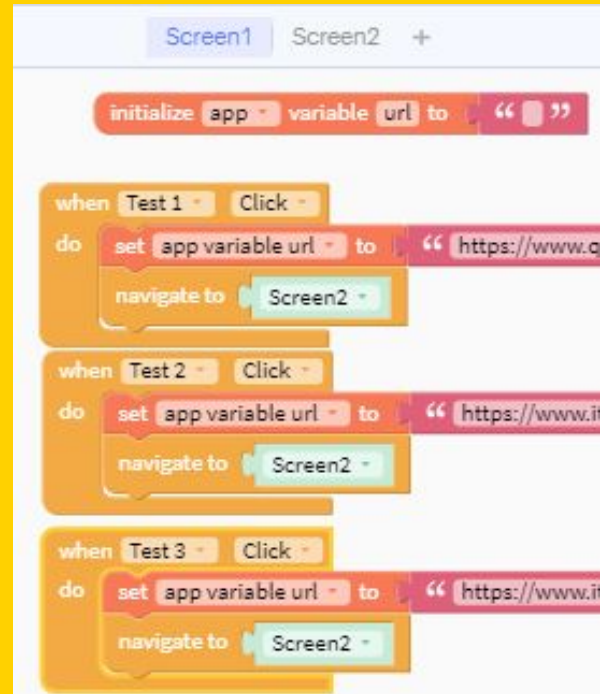 Screen1 Screen2 +
initialize app variable url to “ ”
when Test 1 Click
do set app variable url to “ https://www.q
navigate to Screen2
when Test 2 Click
do set app variable url to “ https://www.it
navigate to Screen2
when Test 3 Click
do set app variable url to “ https://www.it
navigate to Screen2